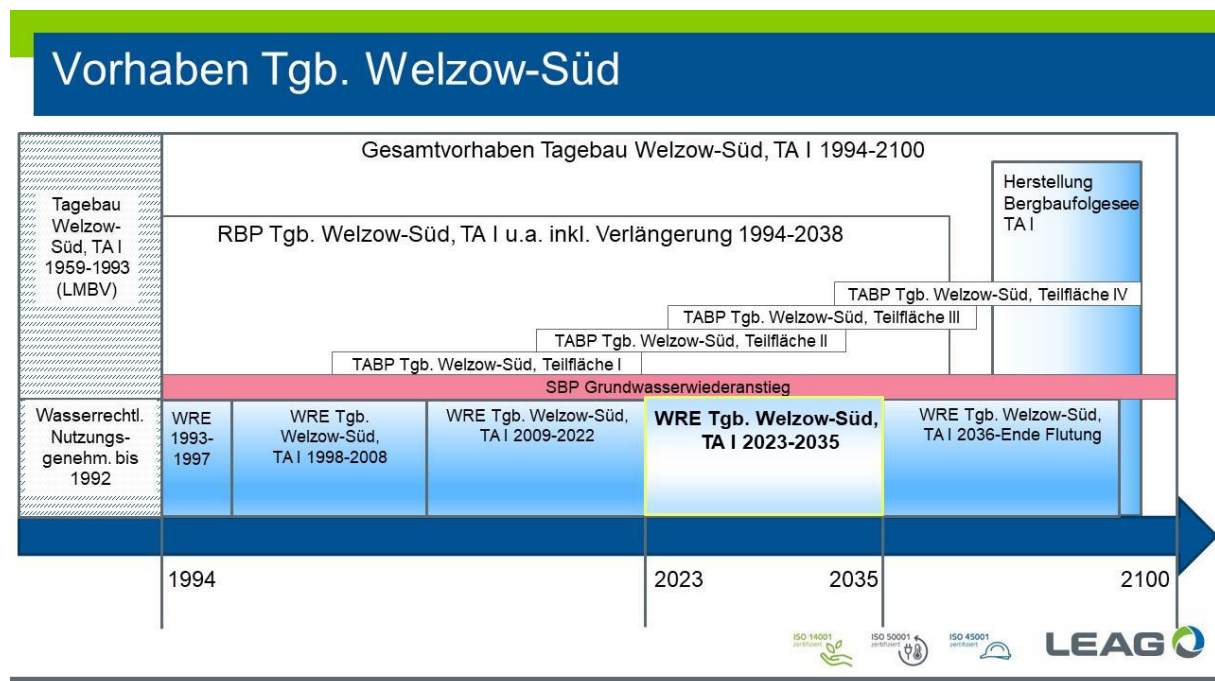 Vorhaben Tgb. Welzow-Süd
Gesamtvorhaben Tagebau Welzow-Süd, TA I 1994-2100
Tagebau
Welzow-
Süd, TA I
1959-1993
(LMBV)
RBP Tgb. Welzow-Süd, TA I u.a. inkl. Verlängerung 1994-2038
Herstellung
Bergbaufolgesee
TA I
TABP Tgb. Welzow-Süd, Teilfläche IV
TABP Tgb. Welzow-Süd, Teilfläche III
TABP Tgb. Welzow-Süd, Teilfläche II
TABP Tgb. Welzow-Süd, Teilfläche I
SBP Grundwasserwiederanstieg
Wasserrechtl.
Nutzungs-
genehm. bis
1992
WRE
1993-
1997
WRE Tgb.
Welzow-Süd,
TA I 1998-2008
WRE Tgb. Welzow-Süd,
TA I 2009-2022
WRE Tgb. Welzow-Süd,
TA I 2023-2035
WRE Tgb. Welzow-Süd,
TA I 2036-Ende Flutung
1994
2023
2035
2100
ISO 14001
zertifiziert
ISO 50001
zertifiziert
ISO 45001
zertifiziert
LEAG